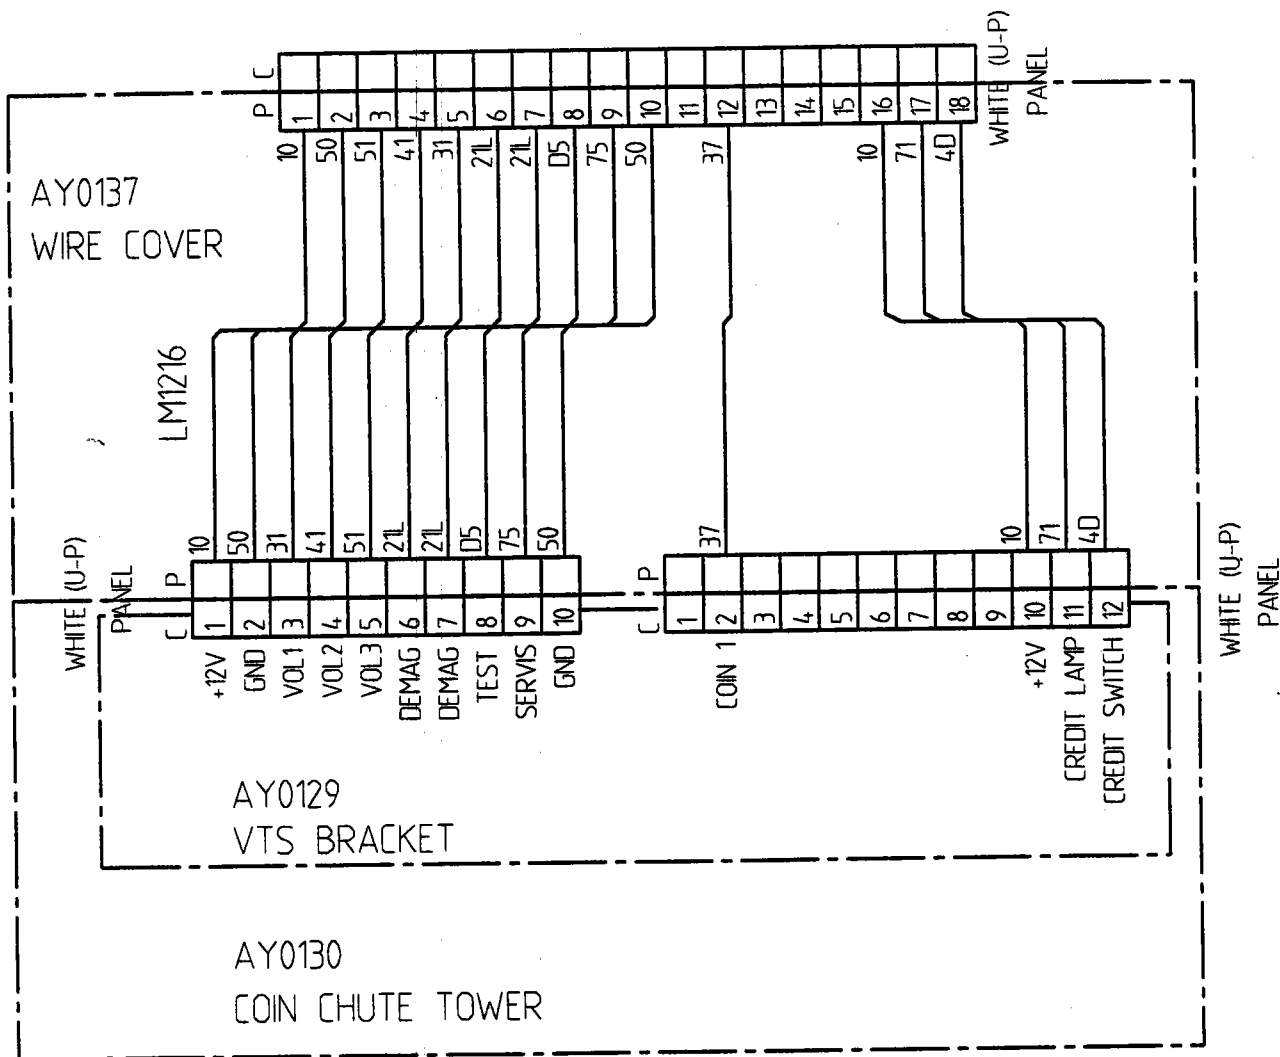 C
P
1 2 3 4 5 6 7 8 9 10 11 12 13 14 15 16 17 18
WHITE (U-P)
PANEL
10 50 51 41 31 21L 21L D5 75 50 37 10 71 4D
AY0137
WIRE COVER
LM1216
10 50 31 41 51 21L 21L D5 75 50
37 10 71 4D
WHITE (U-P)
PANEL
P
C
1 2 3 4 5 6 7 8 9 10
P
C
1 2 3 4 5 6 7 8 9 10 11 12
WHITE (U-P)
PANEL
+12V
GND
VOL1
VOL2
VOL3
DEMAG
DEMAG
TEST
SERVIS
GND
COIN 1
+12V
CREDIT LAMP
CREDIT SWITCH
AY0129
VTS BRACKET
AY0130
COIN CHUTE TOWER